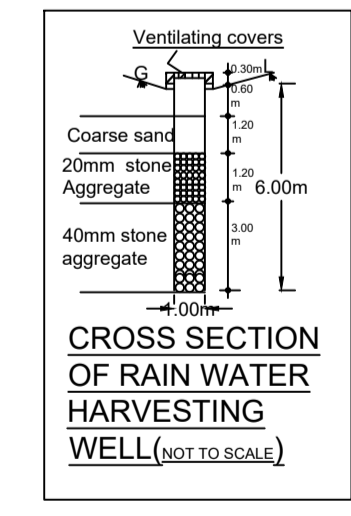 Ventilating covers
G
0.30m
L
0.60
m
Coarse sand
1.20
m
20mm stone
Aggregate
1.20
m
6.00m
40mm stone
aggregate
3.00
m
1.00m
CROSS SECTION
OF RAIN WATER
HARVESTING
WELL(NOT TO SCALE)